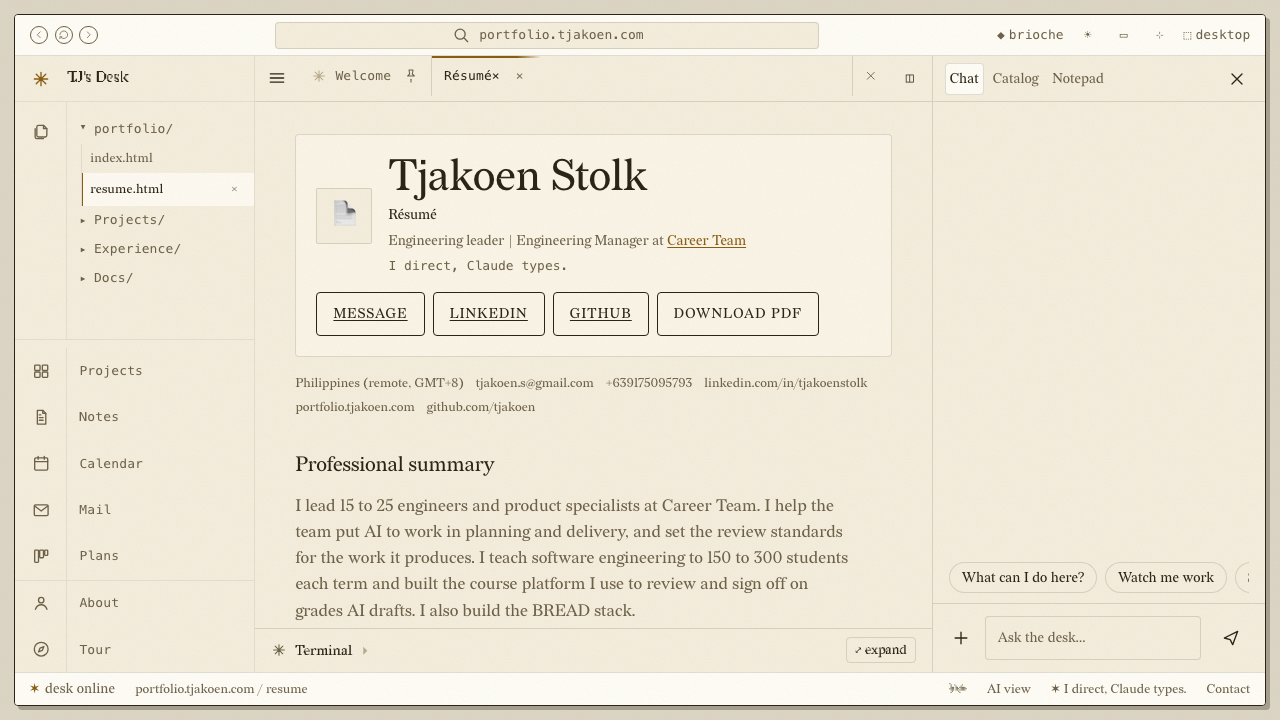 portfolio.tjakoen.com
brioche
desktop
TJ's Desk
Welcome
Résumé× ×
Chat Catalog Notepad
portfolio/
index.html
resume.html ×
Projects/
Experience/
Docs/
Projects
Notes
Calendar
Mail
Plans
About
Tour
Tjakoen Stolk
Résumé
Engineering leader | Engineering Manager at Career Team
I direct, Claude types.
MESSAGE LINKEDIN GITHUB DOWNLOAD PDF
Philippines (remote, GMT+8) tjakoen.s@gmail.com +639175095793 linkedin.com/in/tjakoenstolk
portfolio.tjakoen.com github.com/tjakoen
Professional summary
I lead 15 to 25 engineers and product specialists at Career Team. I help the
team put AI to work in planning and delivery, and set the review standards
for the work it produces. I teach software engineering to 150 to 300 students
each term and built the course platform I use to review and sign off on
grades AI drafts. I also build the BREAD stack.
Terminal
expand
What can I do here? Watch me work
Ask the desk...
desk online portfolio.tjakoen.com / resume
AI view I direct, Claude types. Contact